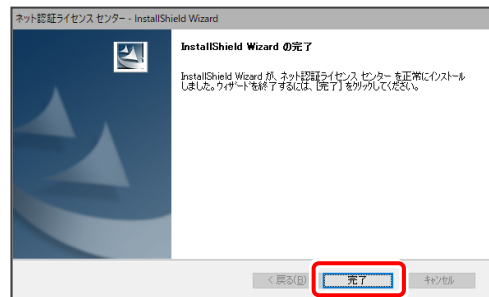 ネット認証ライセンス センター - InstallShield Wizard
InstallShield Wizard の完了
InstallShield Wizard が、ネット認証ライセンス センター を正常にインストール
しました。ウィザードを終了するには、[完了] をクリックしてください。
< 戻る(B)
完了
キャンセル